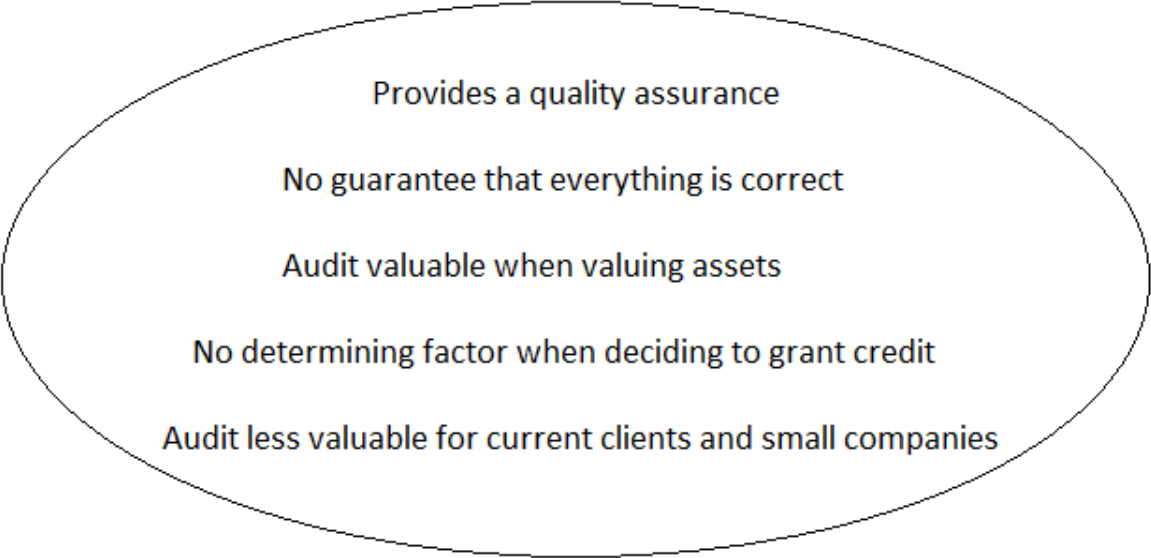 Provides a quality assurance
No guarantee that everything is correct
Audit valuable when valuing assets
No determining factor when deciding to grant credit
Audit less valuable for current clients and small companies